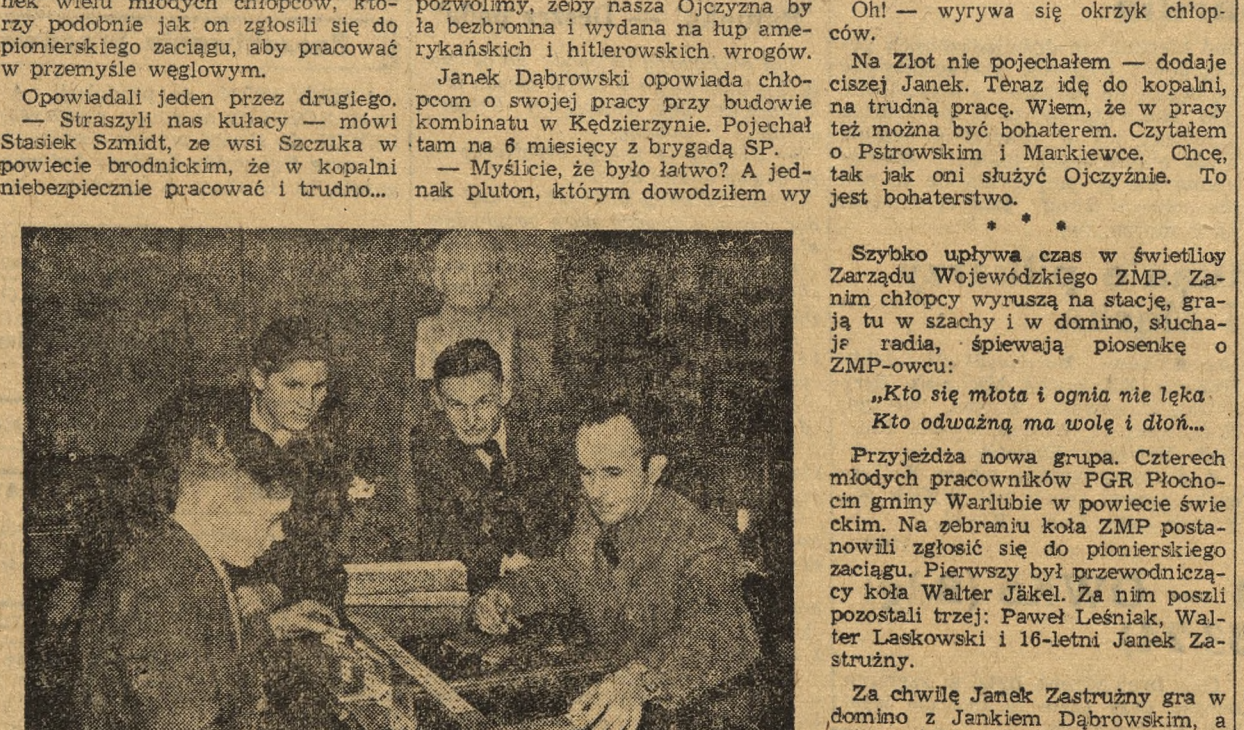 nek wielu młodych chłopców, któ-
rzy podobnie jak on zgłosili się do
pionierskiego zaciągu, aby pracować
w przemyśle węglowym.
Opowiadali jeden przez drugiego.
— Straszyli nas kułacy — mówi
Stasiek Szmidt, ze wsi Szczuka w
powiecie brodnickim, że w kopalni
niebezpiecznie pracować i trudno...
pozwolimy, żeby nasza Ojczyzna by
ła bezbronna i wydana na łup ame-
rykańskich i hitlerowskich wrogów.
Janek Dąbrowski opowiada chło-
pcom o swojej pracy przy budowie
kombinatu w Kędzierzynie. Pojechał
tam na 6 miesięcy z brygadą SP.
— Myślicie, że było łatwo? A jed-
nak pluton, którym dowodziłem wy
Oh! — wyrywa się okrzyk chłop-
ców.
Na Zlot nie pojechałem — dodaje
ciszej Janek. Teraz idę do kopalni,
na trudną pracę. Wiem, że w pracy
też można być bohaterem. Czytałem
o Pstrowskim i Markiewce. Chcę,
tak jak oni służyć Ojczyźnie. To
jest bohaterstwo.
* * *
Szybko upływa czas w świetlicy
Zarządu Wojewódzkiego ZMP. Za-
nim chłopcy wyruszą na stację, gra-
ją tu w szachy i w domino, słucha-
ją radia, śpiewają piosenkę o
ZMP-owcu:
„Kto się młota i ognia nie lęka
Kto odważną ma wolę i dłoń...
Przyjeżdża nowa grupa. Czterech
młodych pracowników PGR Płocho-
cin gminy Warlubie w powiecie świe
ckim. Na zebraniu koła ZMP posta-
nowili zgłosić się do pionierskiego
zaciągu. Pierwszy był przewodniczą-
cy koła Walter Jäkel. Za nim poszli
pozostali trzej: Paweł Leśniak, Wal-
ter Laskowski i 16-letni Janek Za-
strużny.
Za chwilę Janek Zastrużny gra w
domino z Jankiem Dąbrowskim, a